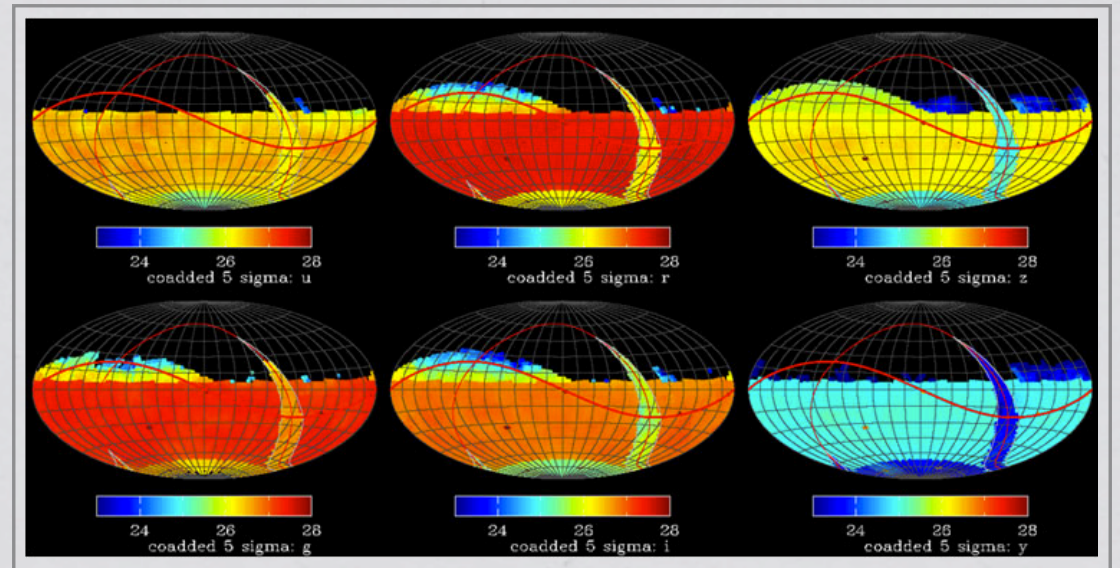 24 26 28
coadded 5 sigma: u
24 26 28
coadded 5 sigma: r
24 26 28
coadded 5 sigma: z
24 26 28
coadded 5 sigma: g
24 26 28
coadded 5 sigma: i
24 26 28
coadded 5 sigma: y